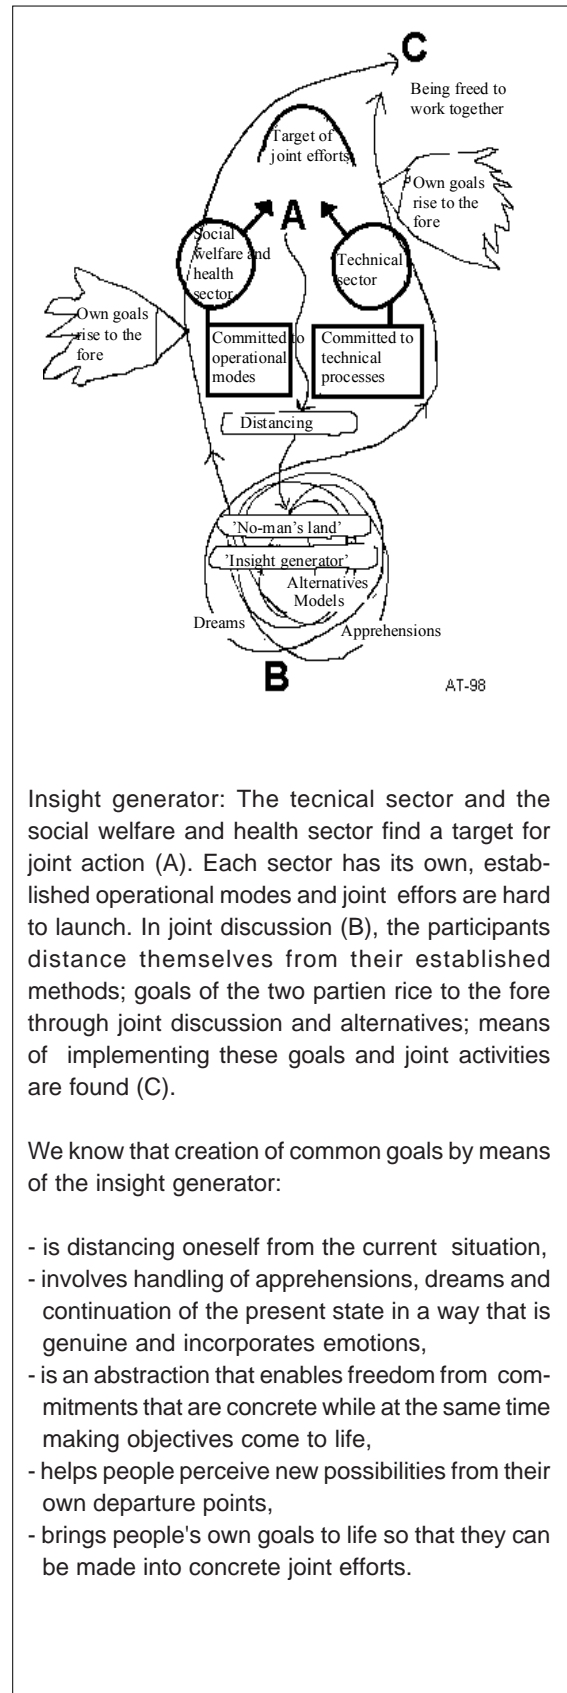 C
Being freed to
work together
Target of
joint efforts
Own goals
rise to the
fore
A
Social
welfare and
health
sector
Technical
sector
Own goals
rise to the
fore
Committed to
operational
modes
Committed to
technical
processes
Distancing
'No-man's land'
'Insight generator'
Alternatives
Models
Dreams
Apprehensions
B
AT-98
Insight generator: The tecnical sector and the
social welfare and health sector find a target for
joint action (A). Each sector has its own, estab-
lished operational modes and joint effors are hard
to launch. In joint discussion (B), the participants
distance themselves from their established
methods; goals of the two partien rice to the fore
through joint discussion and alternatives; means
of implementing these goals and joint activities
are found (C).
We know that creation of common goals by means
of the insight generator:
- is distancing oneself from the current situation,
- involves handling of apprehensions, dreams and
continuation of the present state in a way that is
genuine and incorporates emotions,
- is an abstraction that enables freedom from com-
mitments that are concrete while at the same time
making objectives come to life,
- helps people perceive new possibilities from their
own departure points,
- brings people's own goals to life so that they can
be made into concrete joint efforts.